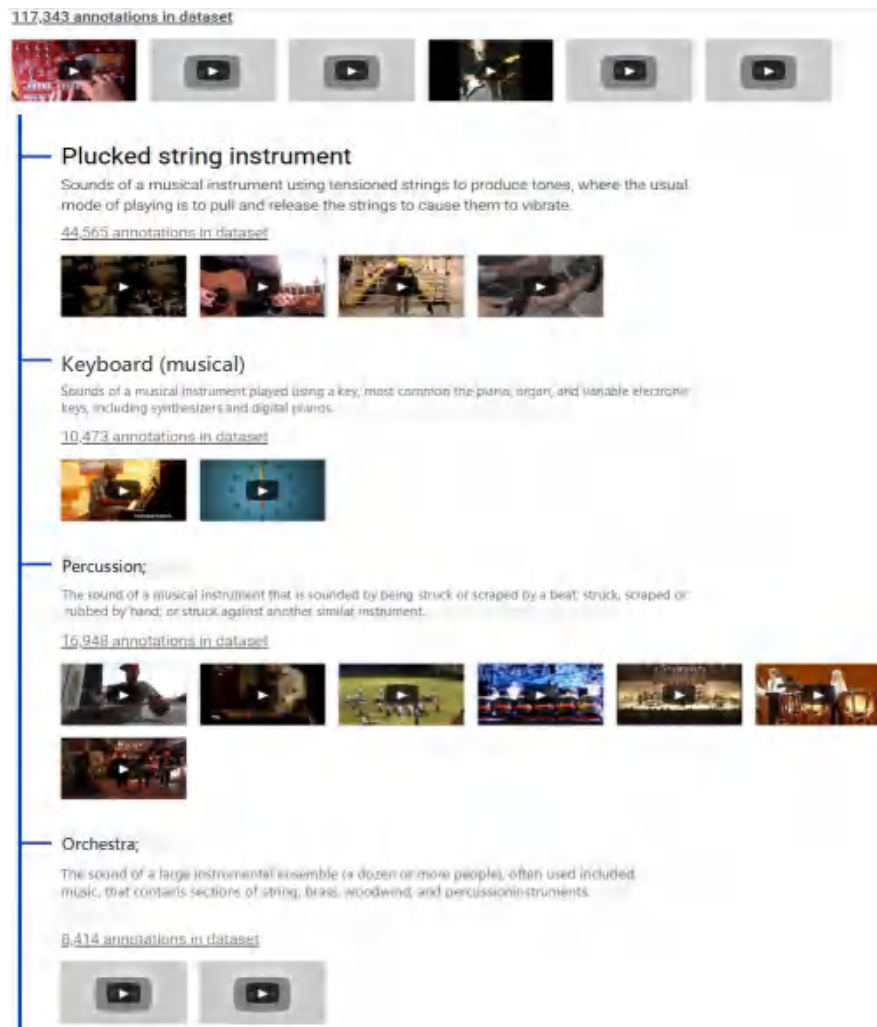 117,343 annotations in dataset
Plucked string instrument
Sounds of a musical instrument using tensioned strings to produce tones, where the usual
mode of playing is to pull and release the strings to cause them to vibrate.
44,565 annotations in dataset
Keyboard (musical)
Sounds of a musical instrument played using a key, most common the piano, organ, and variable electronic
keys, including synthesizers and digital pianos.
10,473 annotations in dataset
Percussion;
The sound of a musical instrument that is sounded by being struck or scraped by a beat; struck, scraped or
rubbed by hand; or struck against another similar instrument.
16,948 annotations in dataset
Orchestra;
The sound of a large instrumental ensemble (a dozen or more people), often used included
music, that contains sections of string, brass, woodwind, and percussioninstruments.
8,414 annotations in dataset